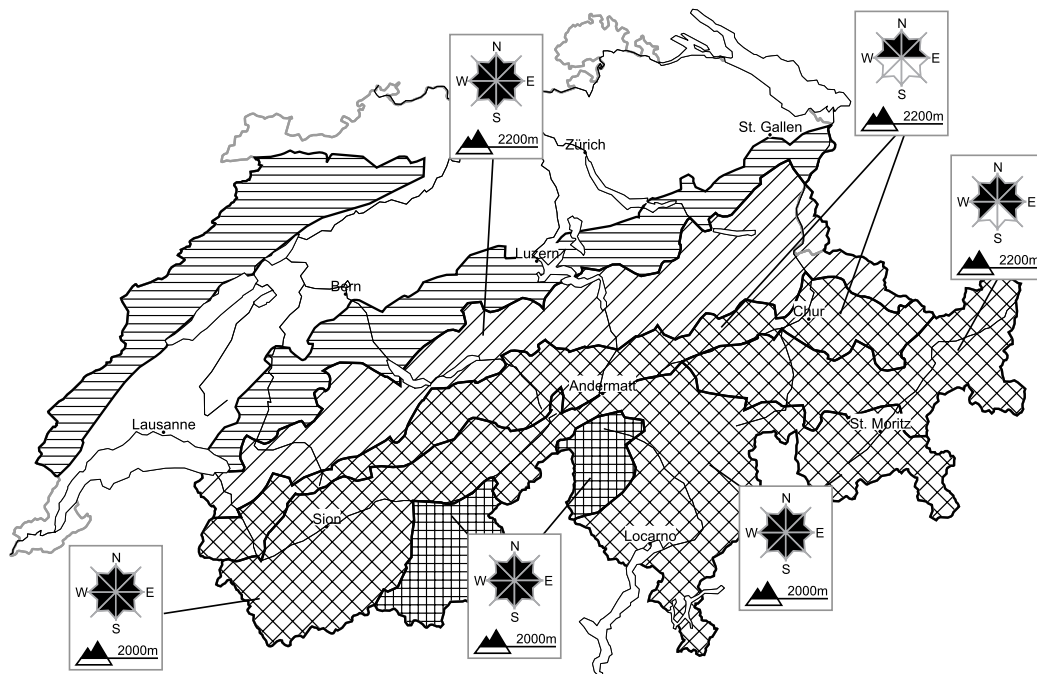 N
W E
S
2200m
N
W E
S
2200m
St. Gallen
Zürich
N
W E
S
2200m
Luzern
Bern
Chur
Andermatt
Lausanne
St. Moritz
Sion
Locarno
N
W E
S
2000m
N
W E
S
2000m
N
W E
S
2000m